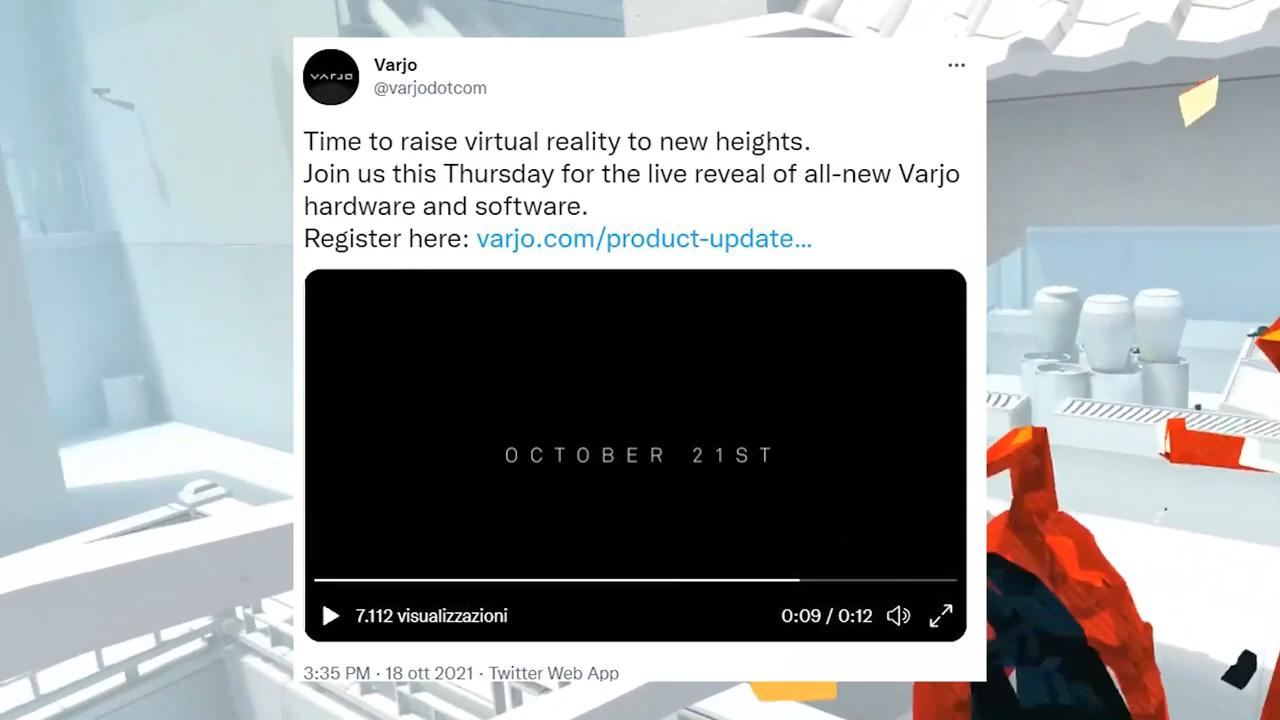 VARJO
Varjo
@varjodotcom
Time to raise virtual reality to new heights.
Join us this Thursday for the live reveal of all-new Varjo
hardware and software.
Register here: varjo.com/product-update...
OCTOBER 21ST
7.112 visualizzazioni
0:09 / 0:12
3:35 PM · 18 ott 2021 · Twitter Web App